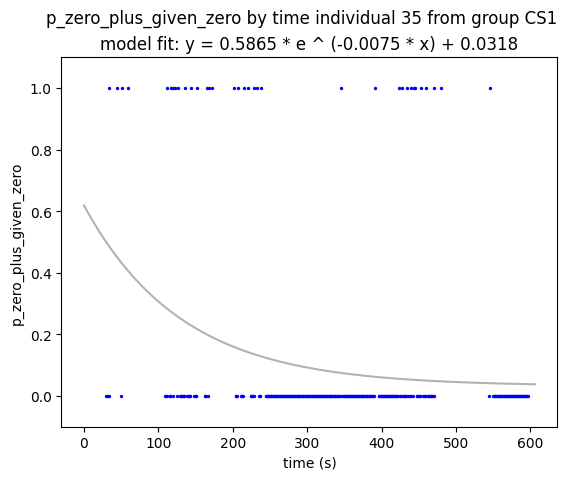 p_zero_plus_given_zero by time individual 35 from group CS1
model fit: y = 0.5865 * e ^ (-0.0075 * x) + 0.0318
p_zero_plus_given_zero
1.0
0.8
0.6
0.4
0.2
0.0
0 100 200 300 400 500 600
time (s)